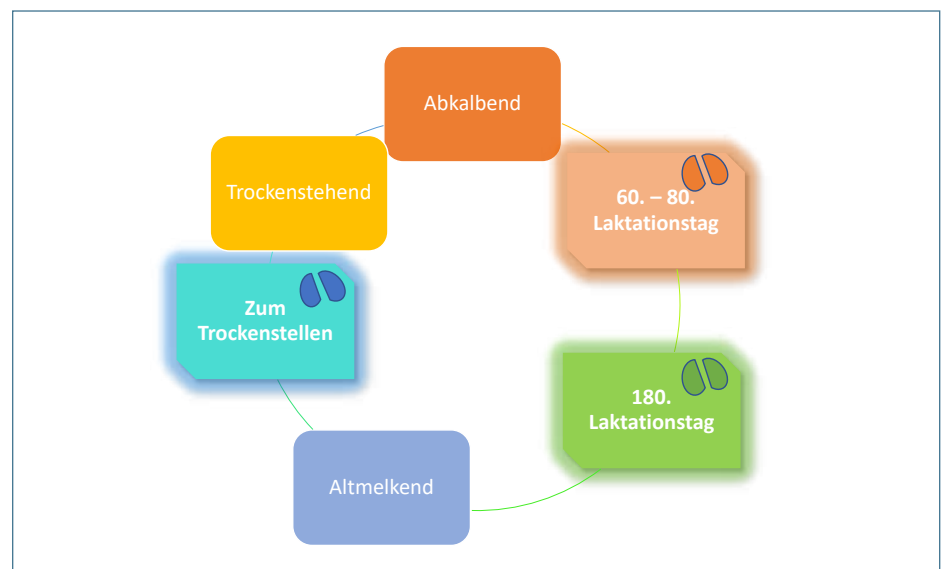 Abkalbend
60. – 80.
Laktationstag
180.
Laktationstag
Altmelkend
Zum
Trockenstellen
Trockenstehend